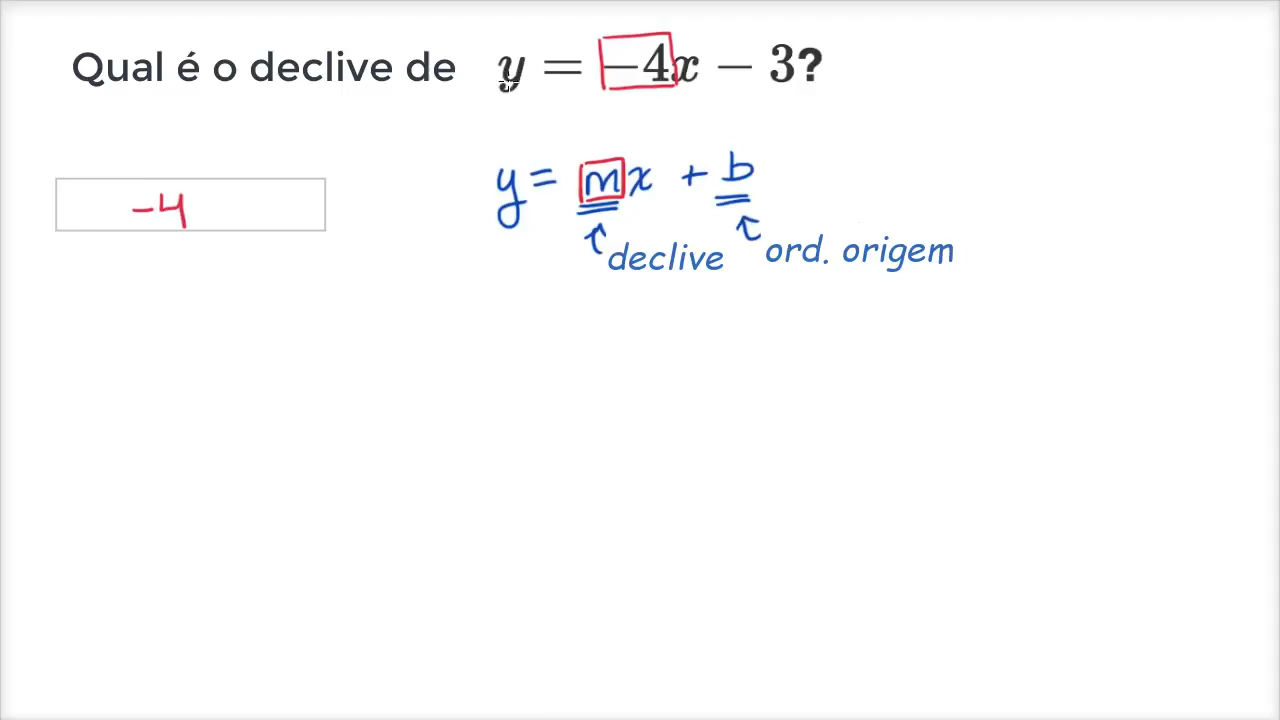 Qual é o declive de y = −4x − 3?
y = mx + b
−4
declive
ord. origem